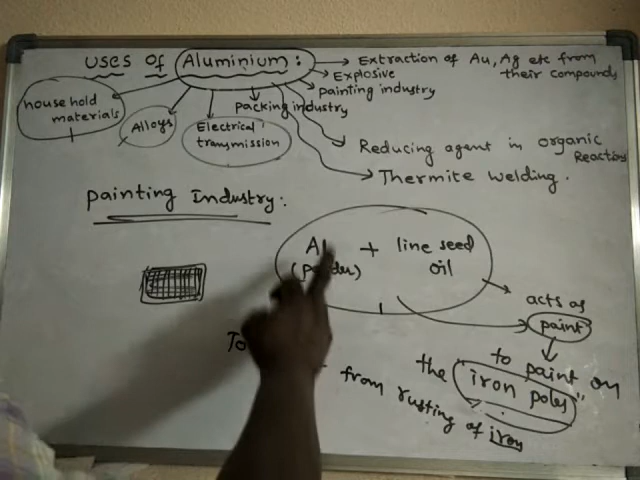 uses of Aluminium:
Extraction of Au, Ag etc from
their compounds
Explosive
painting industry
packing industry
house hold
materials
Alloys
Electrical
transmission
Reducing agent in organic
Reactions
Thermite Welding.
painting Industry:
Al + line seed
(powder) oil
acts as
paint
to paint on
the "iron poles"
To
from rusting of iron